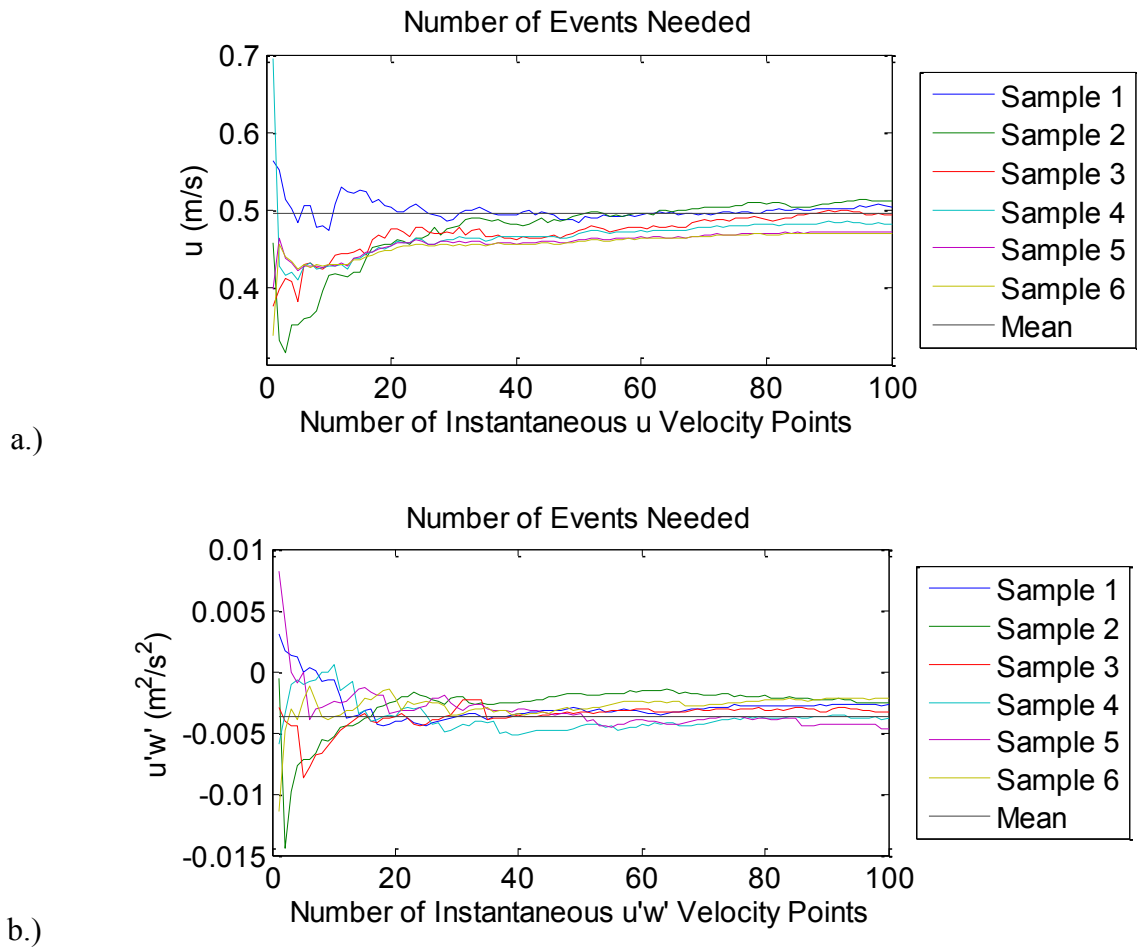 Number of Events Needed
0.7
0.6
0.5
0.4
u (m/s)
0 20 40 60 80 100
Number of Instantaneous u Velocity Points
Sample 1
Sample 2
Sample 3
Sample 4
Sample 5
Sample 6
Mean
a.)
Number of Events Needed
0.01
0.005
0
-0.005
-0.01
-0.015
u'w' (m²/s²)
0 20 40 60 80 100
Number of Instantaneous u'w' Velocity Points
Sample 1
Sample 2
Sample 3
Sample 4
Sample 5
Sample 6
Mean
b.)